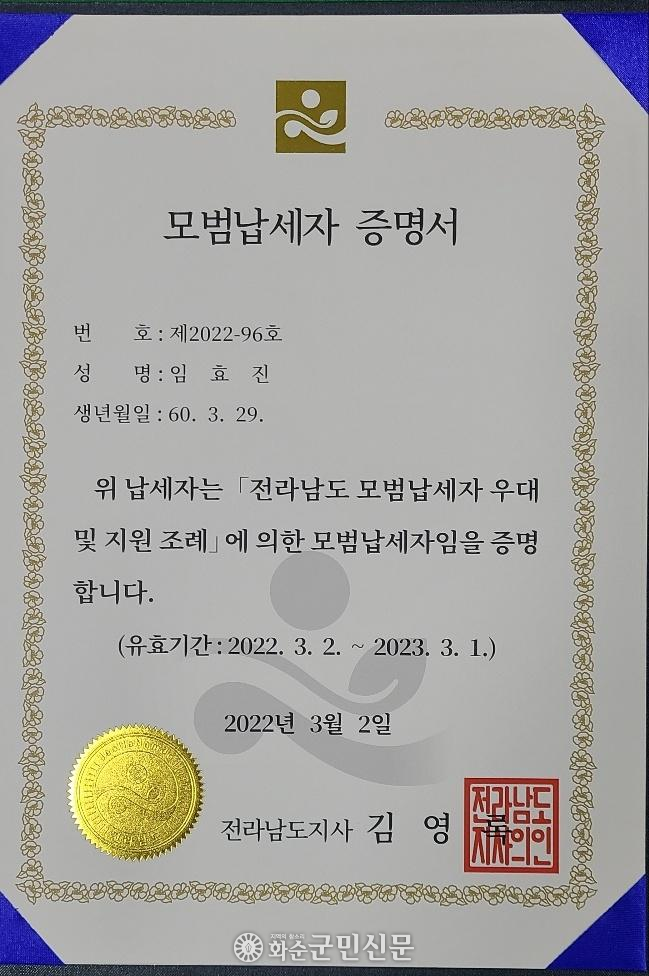 모범납세자 증명서
번 호 : 제2022-96호
성 명 : 임 효 진
생년월일 : 60. 3. 29.
위 납세자는 「전라남도 모범납세자 우대
및 지원 조례」에 의한 모범납세자임을 증명
합니다.
(유효기간 : 2022. 3. 2. ~ 2023. 3. 1.)
2022년 3월 2일
전라남도지사 김 영 록
전라남도
지사의인
화순군민신문